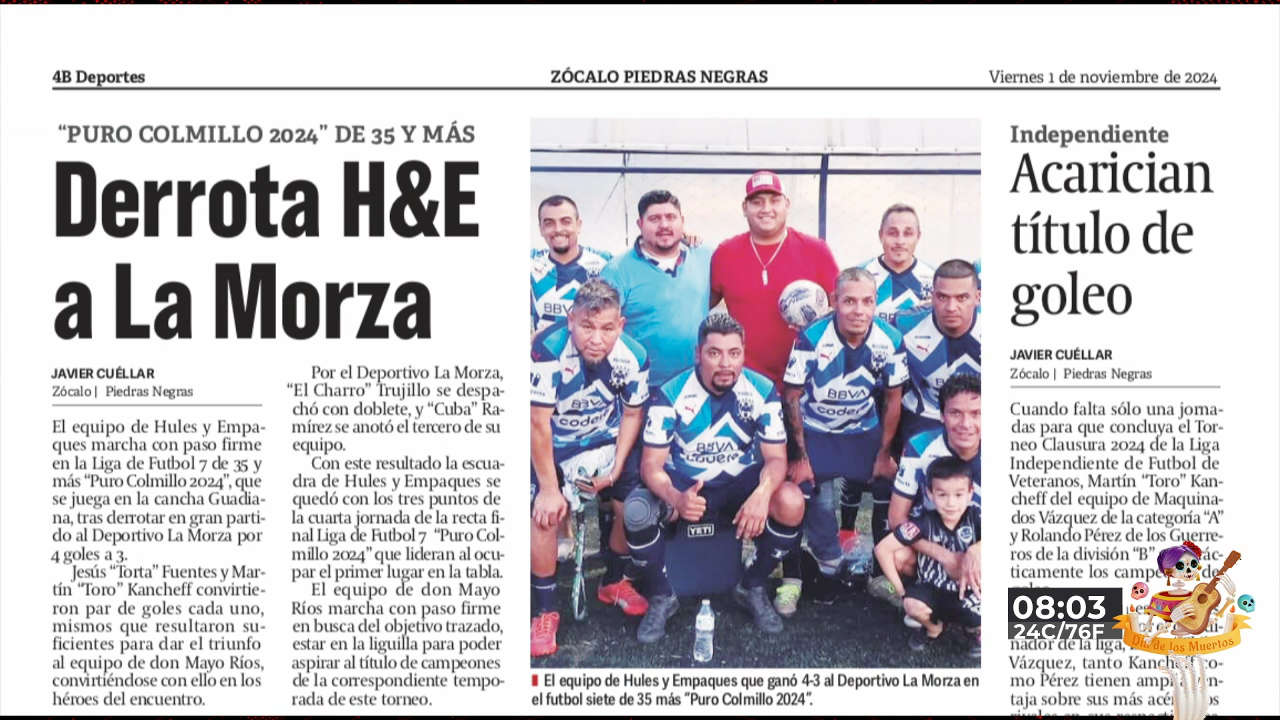 4B Deportes
ZÓCALO PIEDRAS NEGRAS
Viernes 1 de noviembre de 2024
“PURO COLMILLO 2024” DE 35 Y MÁS
Derrota H&E
a La Morza
JAVIER CUÉLLAR
Zócalo | Piedras Negras
El equipo de Hules y Empa-
ques marcha con paso firme
en la Liga de Futbol 7 de 35 y
más “Puro Colmillo 2024”, que
se juega en la cancha Guadia-
na, tras derrotar en gran parti-
do al Deportivo La Morza por
4 goles a 3.
Jesús “Torta” Fuentes y Mar-
tín “Toro” Kancheff convirtie-
ron par de goles cada uno,
mismos que resultaron su-
ficientes para dar el triunfo
al equipo de don Mayo Ríos,
convirtiéndose con ello en los
héroes del encuentro.
Por el Deportivo La Morza,
“El Charro” Trujillo se despa-
chó con doblete, y “Cuba” Ra-
mírez se anotó el tercero de su
equipo.
Con este resultado la escua-
dra de Hules y Empaques se
quedó con los tres puntos de
la cuarta jornada de la recta fi-
nal Liga de Futbol 7 “Puro Col-
millo 2024” que lideran al ocu-
par el primer lugar en la tabla.
El equipo de don Mayo
Ríos marcha con paso firme
en busca del objetivo trazado,
estar en la liguilla para poder
aspirar al título de campeones
de la correspondiente tempo-
rada de este torneo.
BBVA
BBVA
codere
BBVA
codere
YETI
El equipo de Hules y Empaques que ganó 4-3 al Deportivo La Morza en
el futbol siete de 35 más “Puro Colmillo 2024”.
Independiente
Acarician
título de
goleo
JAVIER CUÉLLAR
Zócalo | Piedras Negras
Cuando falta sólo una jorna-
das para que concluya el Tor-
neo Clausura 2024 de la Liga
Independiente de Futbol de
Veteranos, Martín “Toro” Kan-
cheff del equipo de Maquina-
dos Vázquez de la categoría “A”
y Rolando Pérez de los Guerre-
ros de la división “B”
ticamente los
nador de la liga,
Vázquez, tanto
mo Pérez tienen
taja sobre sus más
08:03
24C/76F
Día de los Muertos